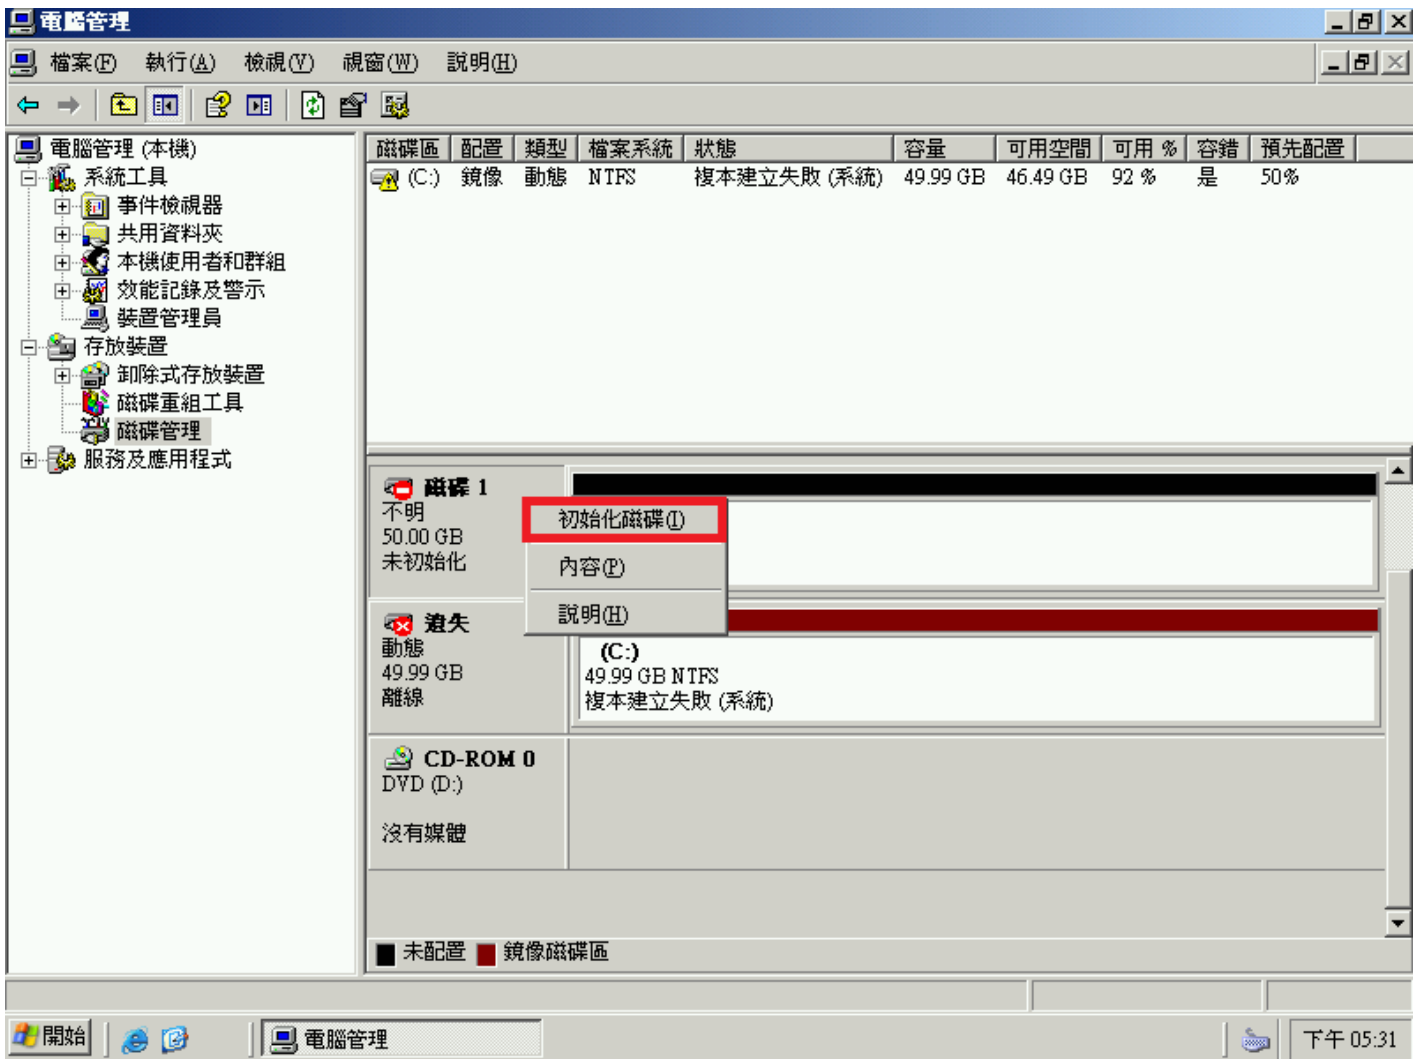 電腦管理
檔案(F) 執行(A) 檢視(V) 視窗(W) 說明(H)
電腦管理 (本機)
系統工具
事件檢視器
共用資料夾
本機使用者和群組
效能記錄及警示
裝置管理員
存放裝置
卸除式存放裝置
磁碟重組工具
磁碟管理
服務及應用程式
磁碟區 配置 類型 檔案系統 狀態 容量 可用空間 可用 % 容錯 預先配置
(C:) 鏡像 動態 NTFS 複本建立失敗 (系統) 49.99 GB 46.49 GB 92 % 是 50%
磁碟 1
不明
50.00 GB
未初始化
初始化磁碟(I)
內容(P)
說明(H)
遺失
動態
49.99 GB
離線
(C:)
49.99 GB NTFS
複本建立失敗 (系統)
CD-ROM 0
DVD (D:)
沒有媒體
未配置 鏡像磁碟區
開始 電腦管理 下午 05:31